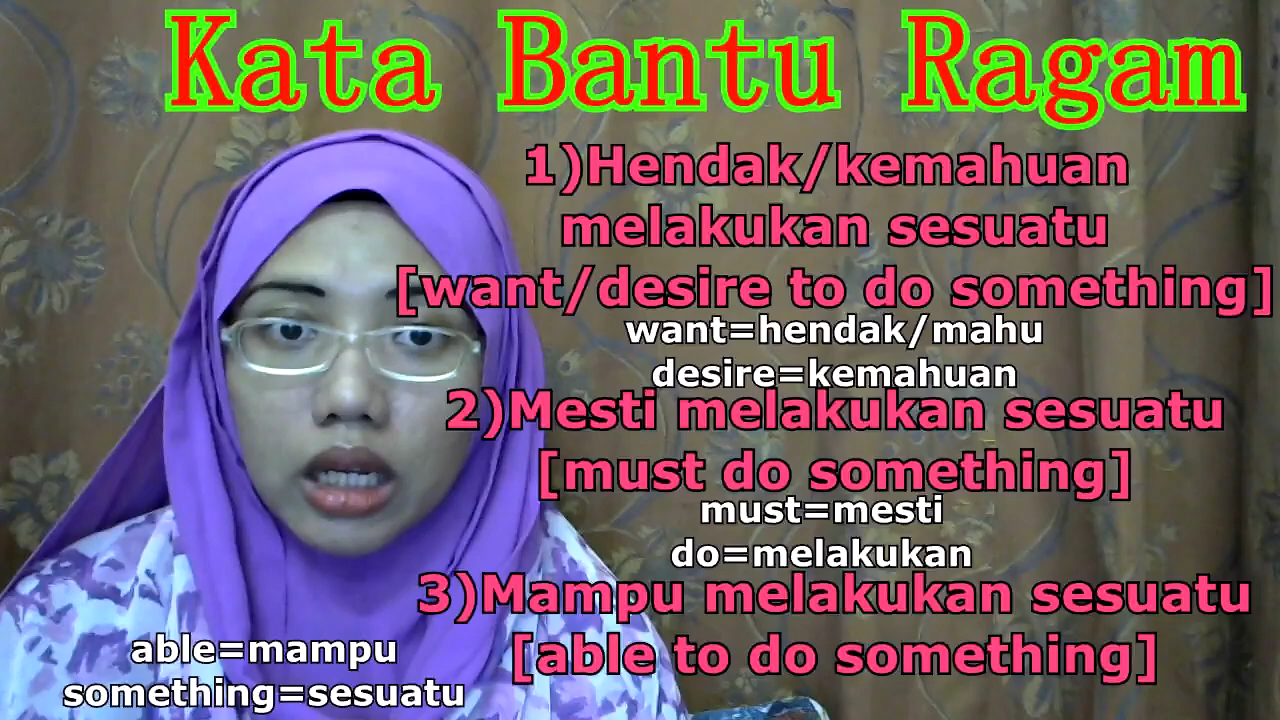 Kata Bantu Ragam
1)Hendak/kemahuan
melakukan sesuatu
[want/desire to do something]
want=hendak/mahu
desire=kemahuan
2)Mesti melakukan sesuatu
[must do something]
must=mesti
do=melakukan
3)Mampu melakukan sesuatu
[able to do something]
able=mampu
something=sesuatu